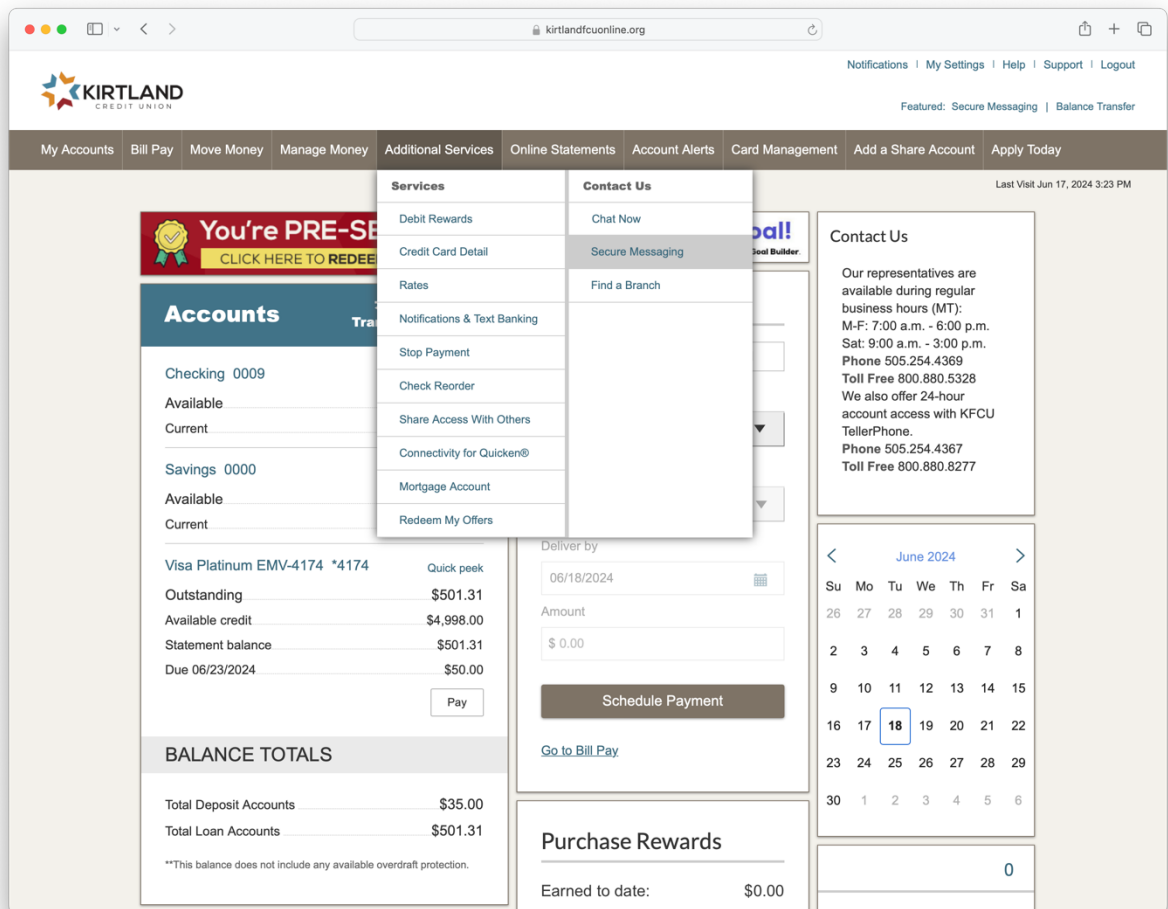 kirtlandfcuonline.org
Notifications | My Settings | Help | Support | Logout
KIRTLAND
CREDIT UNION
Featured: Secure Messaging | Balance Transfer
My Accounts Bill Pay Move Money Manage Money Additional Services Online Statements Account Alerts Card Management Add a Share Account Apply Today
Last Visit Jun 17, 2024 3:23 PM
Services
Debit Rewards
Credit Card Detail
Rates
Notifications & Text Banking
Stop Payment
Check Reorder
Share Access With Others
Connectivity for Quicken®
Mortgage Account
Redeem My Offers
Contact Us
Chat Now
Secure Messaging
Find a Branch
You're
CLICK HERE TO
Goal Builder.
Accounts
Checking 0009
Available
Current
Savings 0000
Available
Current
Visa Platinum EMV-4174 *4174 Quick peek
Outstanding $501.31
Available credit $4,998.00
Statement balance $501.31
Due 06/23/2024 $50.00
Pay
BALANCE TOTALS
Total Deposit Accounts $35.00
Total Loan Accounts $501.31
**This balance does not include any available overdraft protection.
Deliver by
06/18/2024
Amount
$ 0.00
Schedule Payment
Go to Bill Pay
Purchase Rewards
Earned to date: $0.00
Contact Us
Our representatives are
available during regular
business hours (MT):
M-F: 7:00 a.m. - 6:00 p.m.
Sat: 9:00 a.m. - 3:00 p.m.
Phone 505.254.4369
Toll Free 800.880.5328
We also offer 24-hour
account access with KFCU
TellerPhone.
Phone 505.254.4367
Toll Free 800.880.8277
June 2024
Su Mo Tu We Th Fr Sa
26 27 28 29 30 31 1
2 3 4 5 6 7 8
9 10 11 12 13 14 15
16 17 18 19 20 21 22
23 24 25 26 27 28 29
30 1 2 3 4 5 6
0